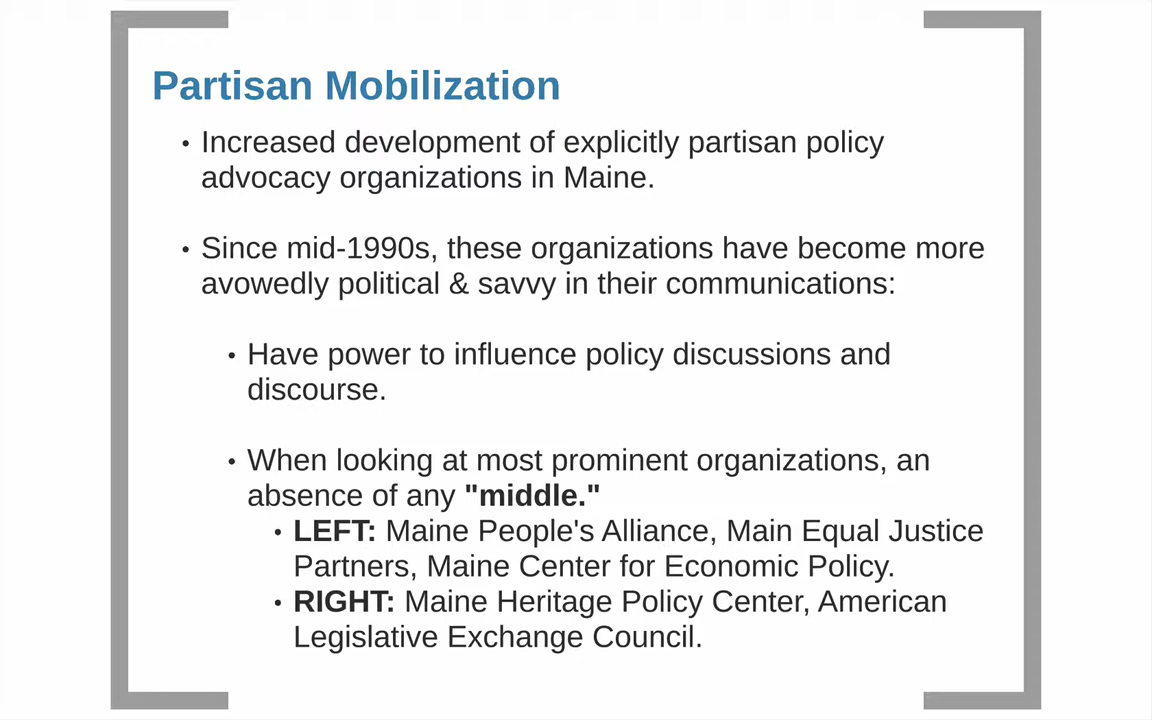 Partisan Mobilization
• Increased development of explicitly partisan policy
advocacy organizations in Maine.
• Since mid-1990s, these organizations have become more
avowedly political & savvy in their communications:
• Have power to influence policy discussions and
discourse.
• When looking at most prominent organizations, an
absence of any "middle."
• LEFT: Maine People's Alliance, Main Equal Justice
Partners, Maine Center for Economic Policy.
• RIGHT: Maine Heritage Policy Center, American
Legislative Exchange Council.